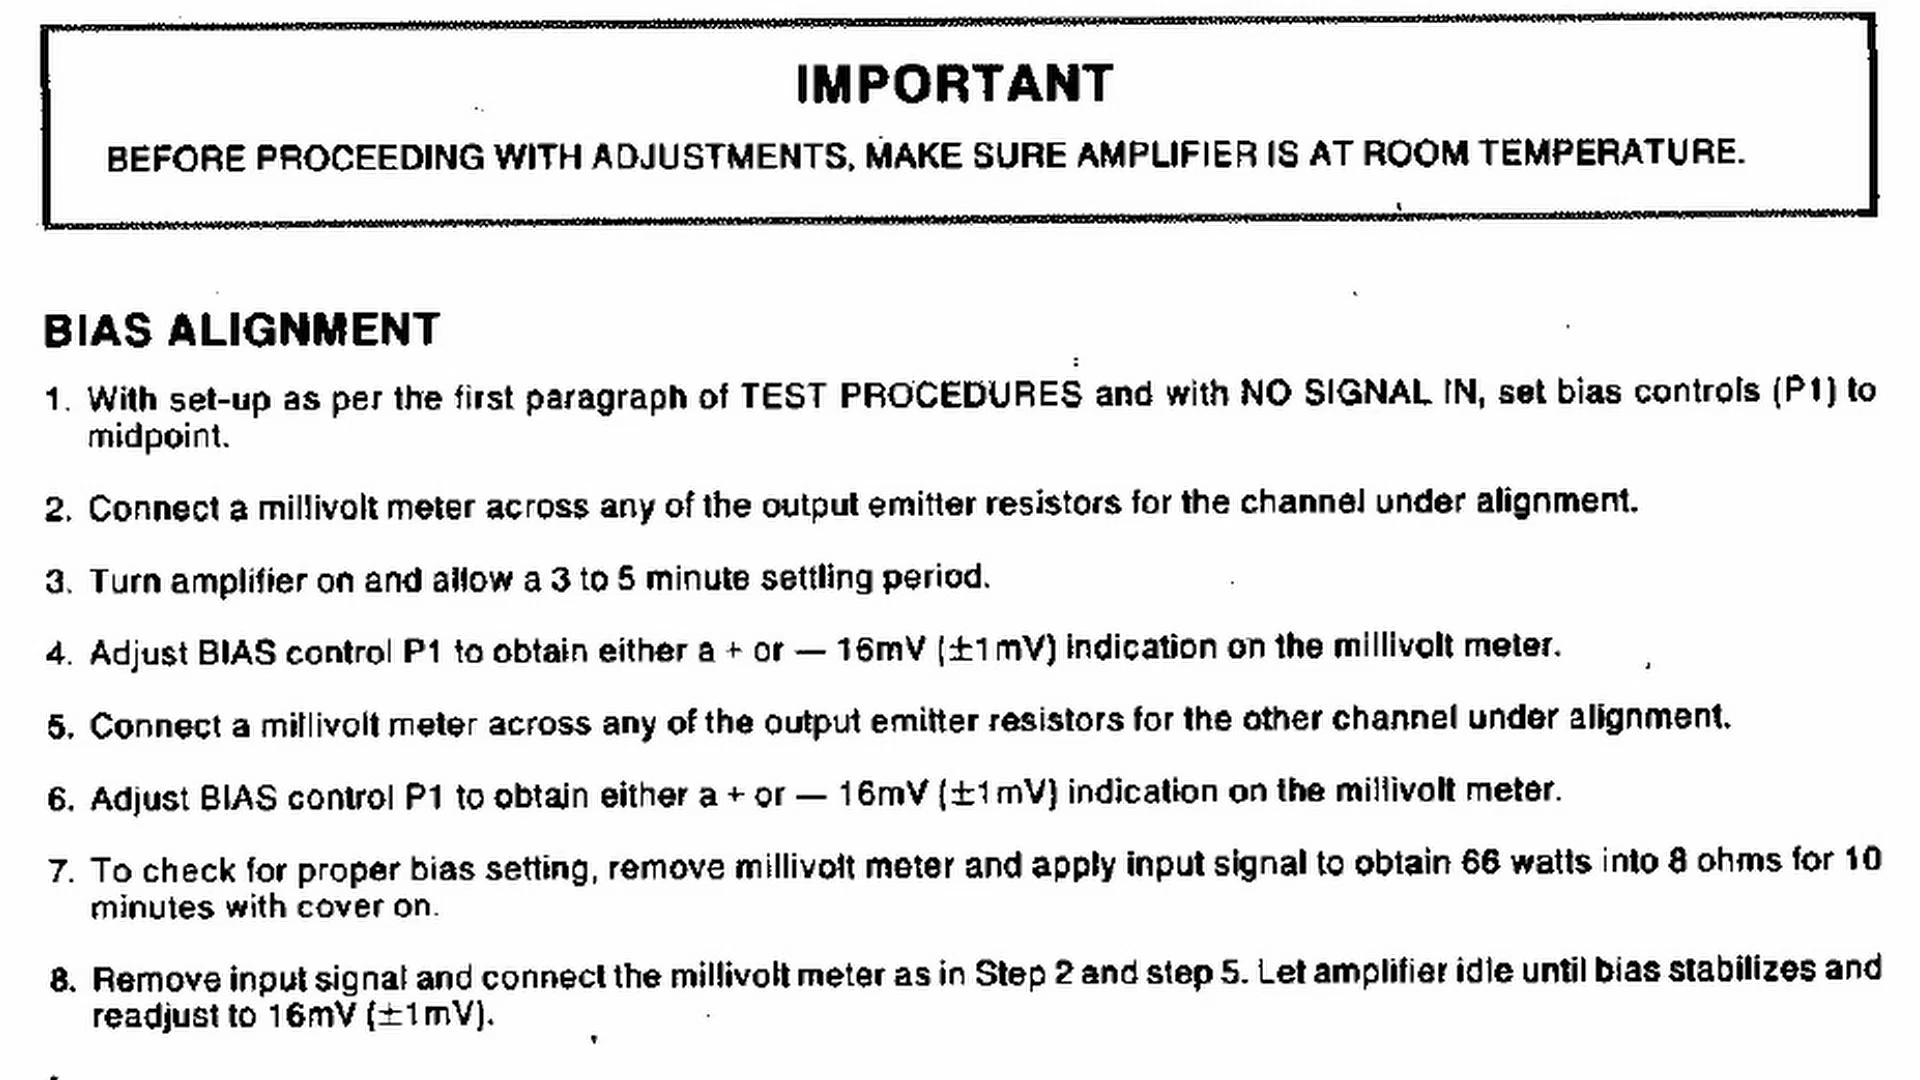 IMPORTANT
BEFORE PROCEEDING WITH ADJUSTMENTS, MAKE SURE AMPLIFIER IS AT ROOM TEMPERATURE.
BIAS ALIGNMENT
1. With set-up as per the first paragraph of TEST PROCEDURES and with NO SIGNAL IN, set bias controls (P1) to
midpoint.
2. Connect a millivolt meter across any of the output emitter resistors for the channel under alignment.
3. Turn amplifier on and allow a 3 to 5 minute settling period.
4. Adjust BIAS control P1 to obtain either a + or — 16mV (±1mV) indication on the millivolt meter.
5. Connect a millivolt meter across any of the output emitter resistors for the other channel under alignment.
6. Adjust BIAS control P1 to obtain either a + or — 16mV (±1mV) indication on the millivolt meter.
7. To check for proper bias setting, remove millivolt meter and apply input signal to obtain 66 watts into 8 ohms for 10
minutes with cover on.
8. Remove input signal and connect the millivolt meter as in Step 2 and step 5. Let amplifier idle until bias stabilizes and
readjust to 16mV (±1mV).